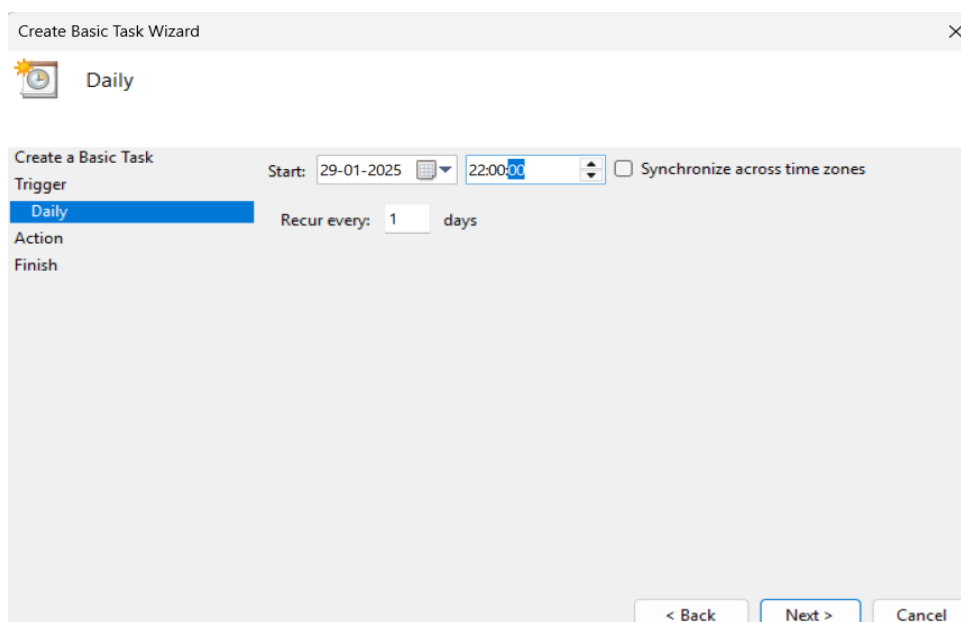 Create Basic Task Wizard
Daily
Create a Basic Task
Trigger
Daily
Action
Finish
Start: 29-01-2025 22:00:00 Synchronize across time zones
Recur every: 1 days
< Back Next > Cancel